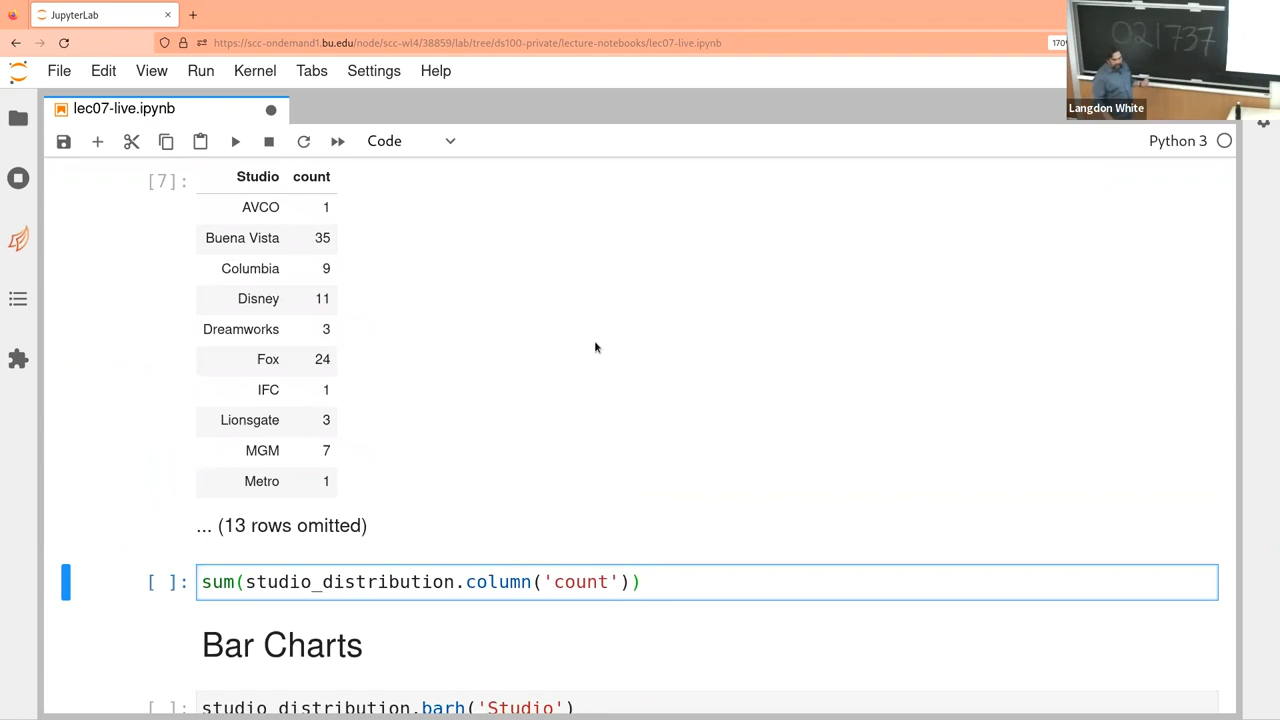 JupyterLab
https://scc-ondemand1.bu.edu/node/scc-wl4/38859/lab/tree/ds100-private/lecture-notebooks/lec07-live.ipynb
170%
021737
Langdon White
File Edit View Run Kernel Tabs Settings Help
lec07-live.ipynb
Code
Python 3
[7]:
Studio count
AVCO 1
Buena Vista 35
Columbia 9
Disney 11
Dreamworks 3
Fox 24
IFC 1
Lionsgate 3
MGM 7
Metro 1
... (13 rows omitted)
[ ]: sum(studio_distribution.column('count'))
Bar Charts
[ ]: studio_distribution.barh('Studio')